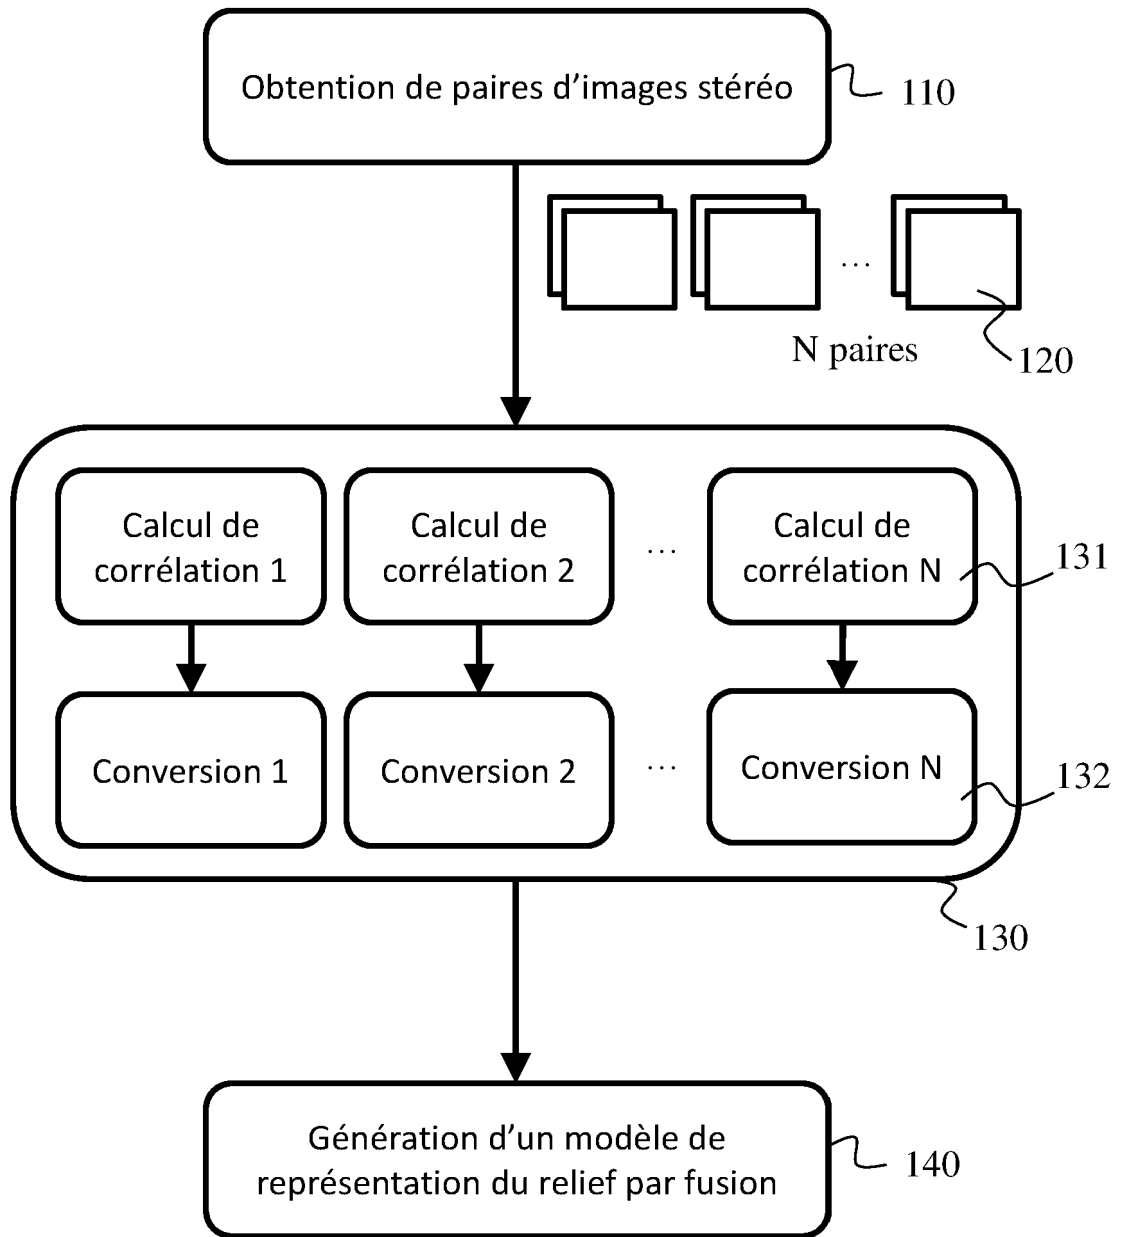 Obtention de paires d'images stéréo
110
...
N paires
120
Calcul de
corrélation 1
Calcul de
corrélation 2
...
Calcul de
corrélation N
131
Conversion 1
Conversion 2
...
Conversion N
132
130
Génération d'un modèle de
représentation du relief par fusion
140